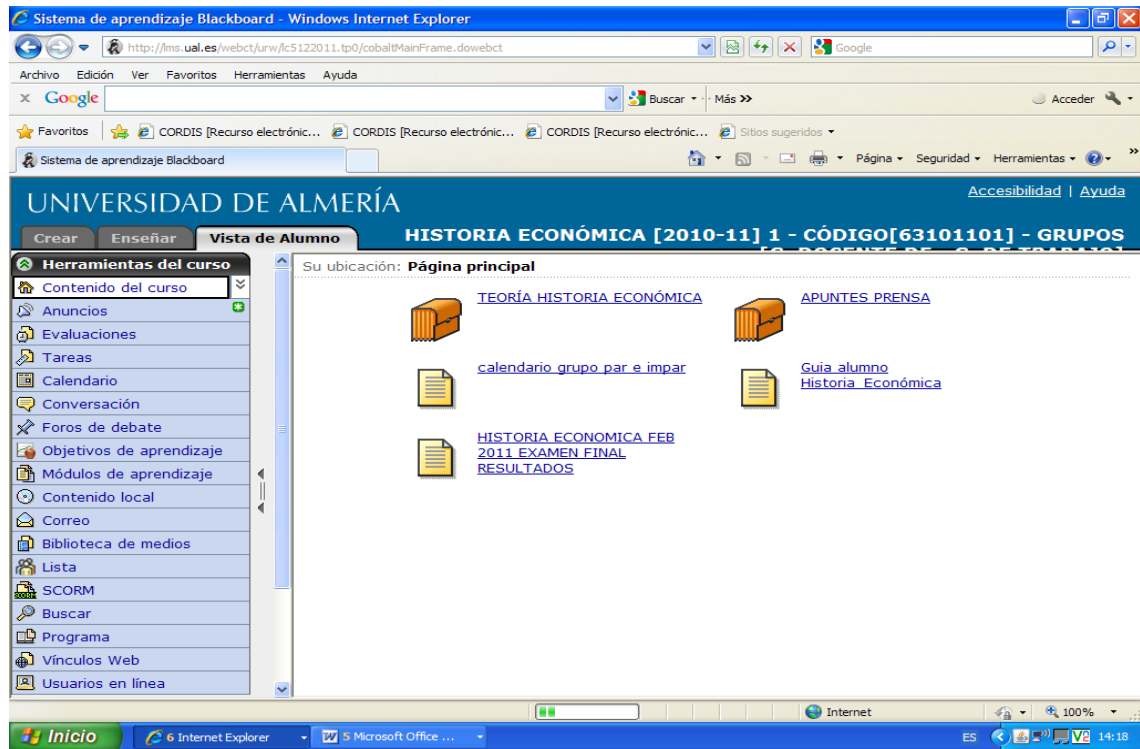 Sistema de aprendizaje Blackboard - Windows Internet Explorer
http://lms.ual.es/webct/urw/lc5122011.tp0/cobaltMainFrame.dowebct
Google
Archivo Edición Ver Favoritos Herramientas Ayuda
x Google Buscar Más >> Acceder
Favoritos CORDIS [Recurso electrónic... CORDIS [Recurso electrónic... CORDIS [Recurso electrónic... Sitios sugeridos
Sistema de aprendizaje Blackboard Página Seguridad Herramientas >>
Accesibilidad | Ayuda
UNIVERSIDAD DE ALMERÍA
Crear Enseñar Vista de Alumno
HISTORIA ECONÓMICA [2010-11] 1 - CÓDIGO[63101101] - GRUPOS
Herramientas del curso
Contenido del curso
Anuncios
Evaluaciones
Tareas
Calendario
Conversación
Foros de debate
Objetivos de aprendizaje
Módulos de aprendizaje
Contenido local
Correo
Biblioteca de medios
Lista
SCORM
Buscar
Programa
Vínculos Web
Usuarios en línea
Su ubicación: Página principal
TEORÍA HISTORIA ECONÓMICA
APUNTES PRENSA
calendario grupo par e impar
Guia alumno
Historia Económica
HISTORIA ECONOMICA FEB
2011 EXAMEN FINAL
RESULTADOS
Internet 100%
Inicio 6 Internet Explorer 5 Microsoft Office ... ES 14:18